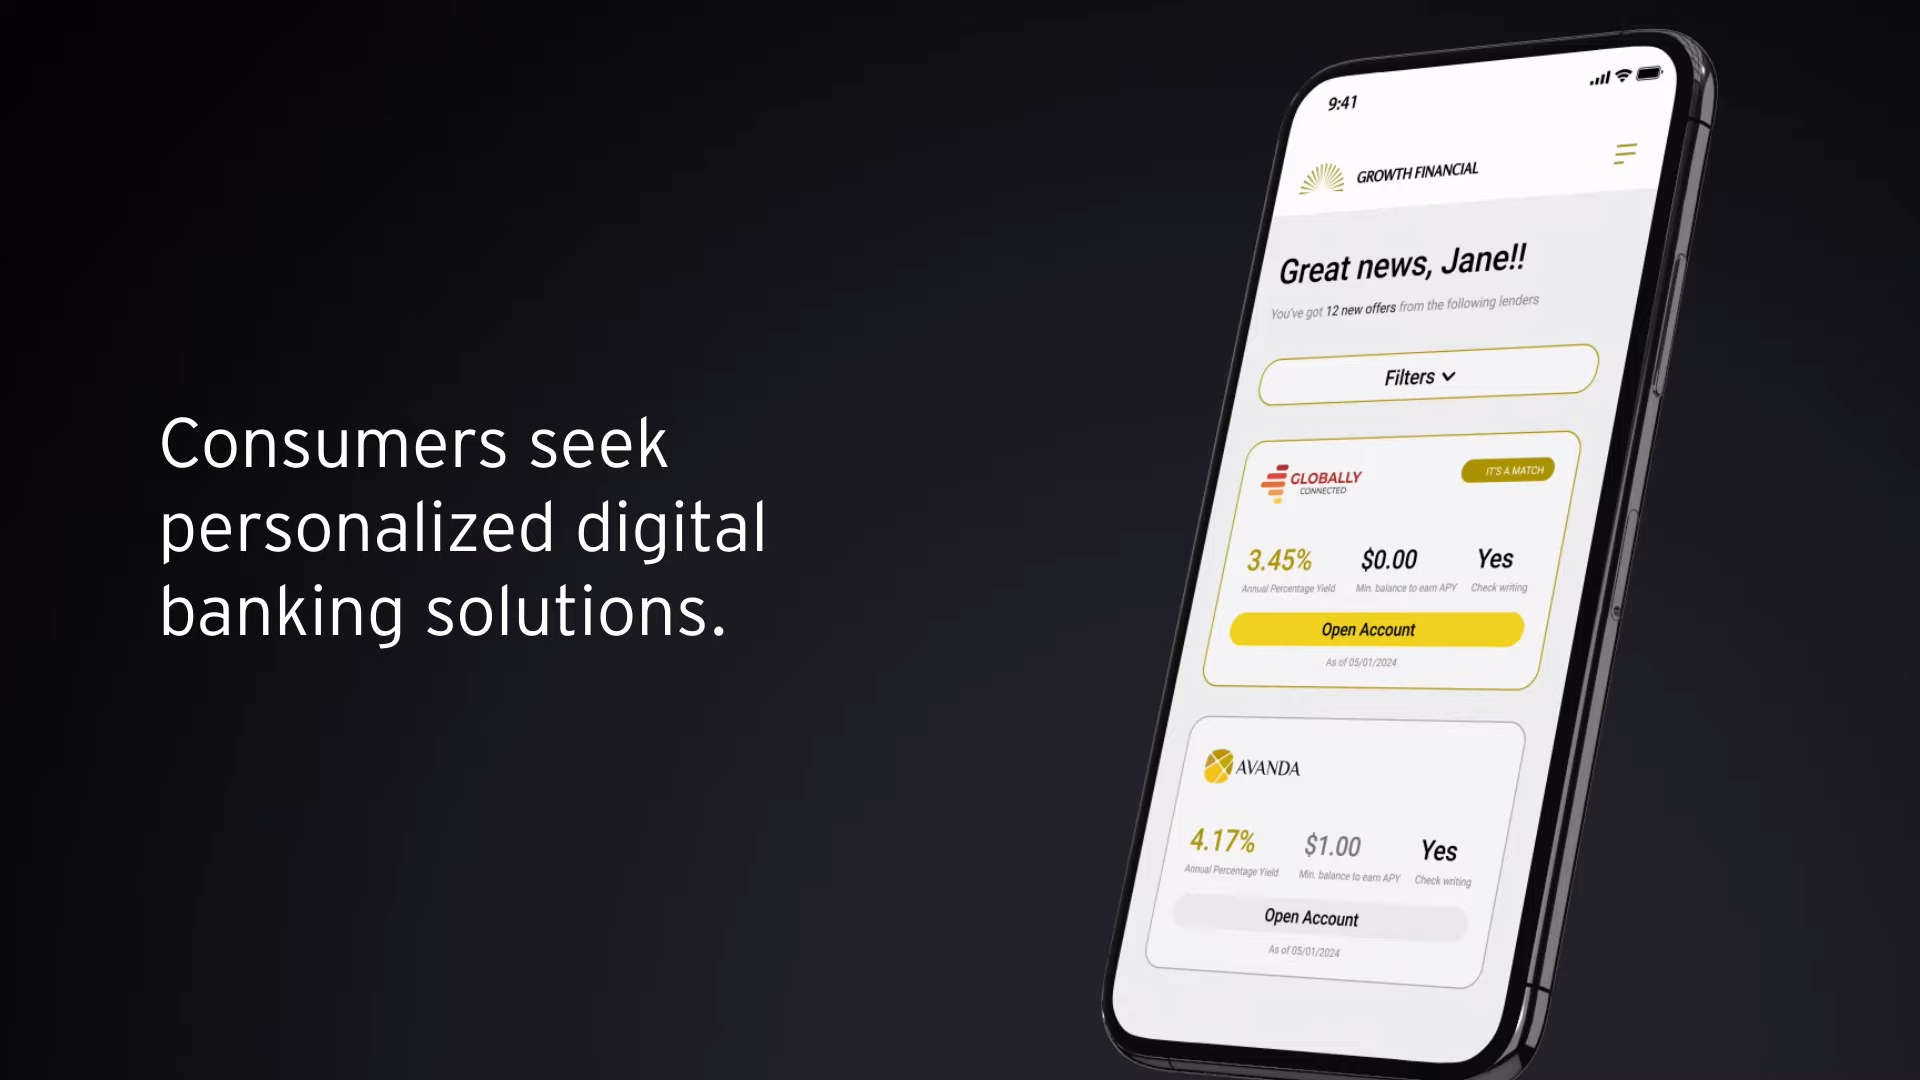 Consumers seek
personalized digital
banking solutions.
9:41
GROWTH FINANCIAL
Great news, Jane!!
You've got 12 new offers from the following lenders
Filters
GLOBALLY
CONNECTED
IT'S A MATCH
3.45% $0.00 Yes
Annual Percentage Yield Min. balance to earn APY Check writing
Open Account
As of 05/01/2024
AVANDA
4.17% $1.00 Yes
Annual Percentage Yield Min. balance to earn APY Check writing
Open Account
As of 05/01/2024